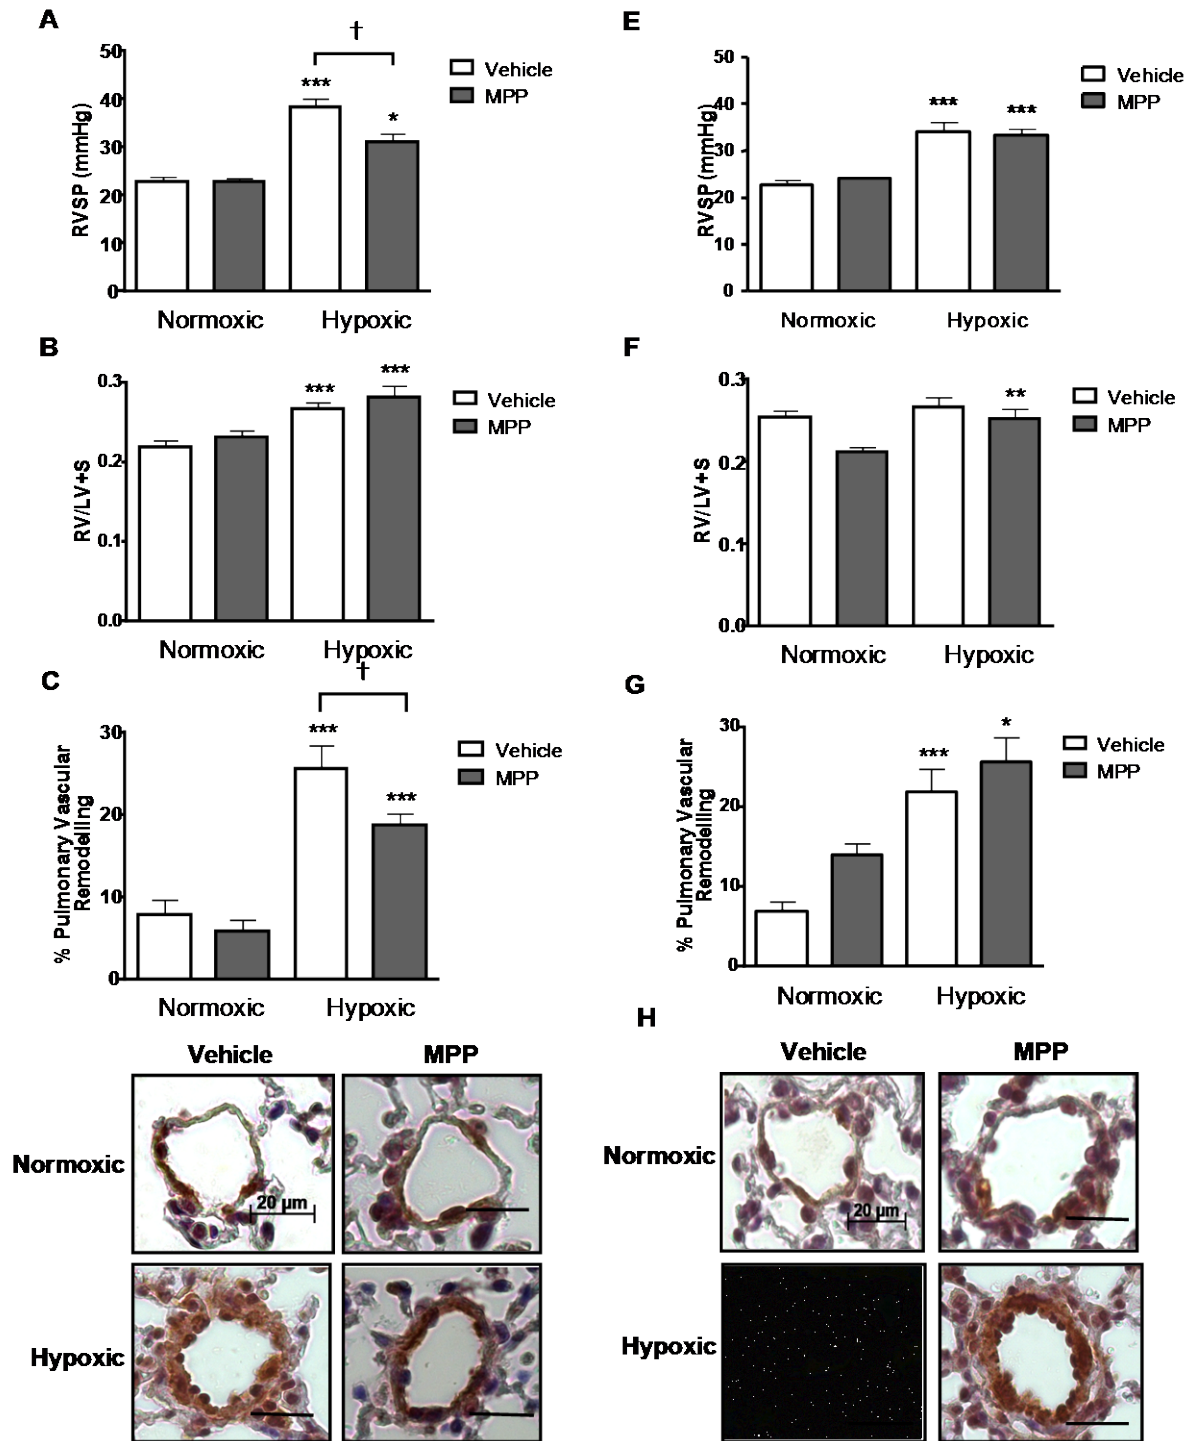 A
†
50
40
30
20
10
0
RVSP (mmHg)
***
*
Vehicle
MPP
Normoxic
Hypoxic
E
50
40
30
20
10
0
RVSP (mmHg)
***
***
Vehicle
MPP
Normoxic
Hypoxic
B
0.3
0.2
0.1
0.0
RV/LV+S
***
***
Vehicle
MPP
Normoxic
Hypoxic
F
0.3
0.2
0.1
0.0
RV/LV+S
**
Vehicle
MPP
Normoxic
Hypoxic
C
†
30
20
10
0
% Pulmonary Vascular
Remodelling
***
***
Vehicle
MPP
Normoxic
Hypoxic
G
30
20
10
0
% Pulmonary Vascular
Remodelling
***
*
Vehicle
MPP
Normoxic
Hypoxic
Vehicle
MPP
Normoxic
20 µm
Hypoxic
H
Vehicle
MPP
Normoxic
20 µm
Hypoxic